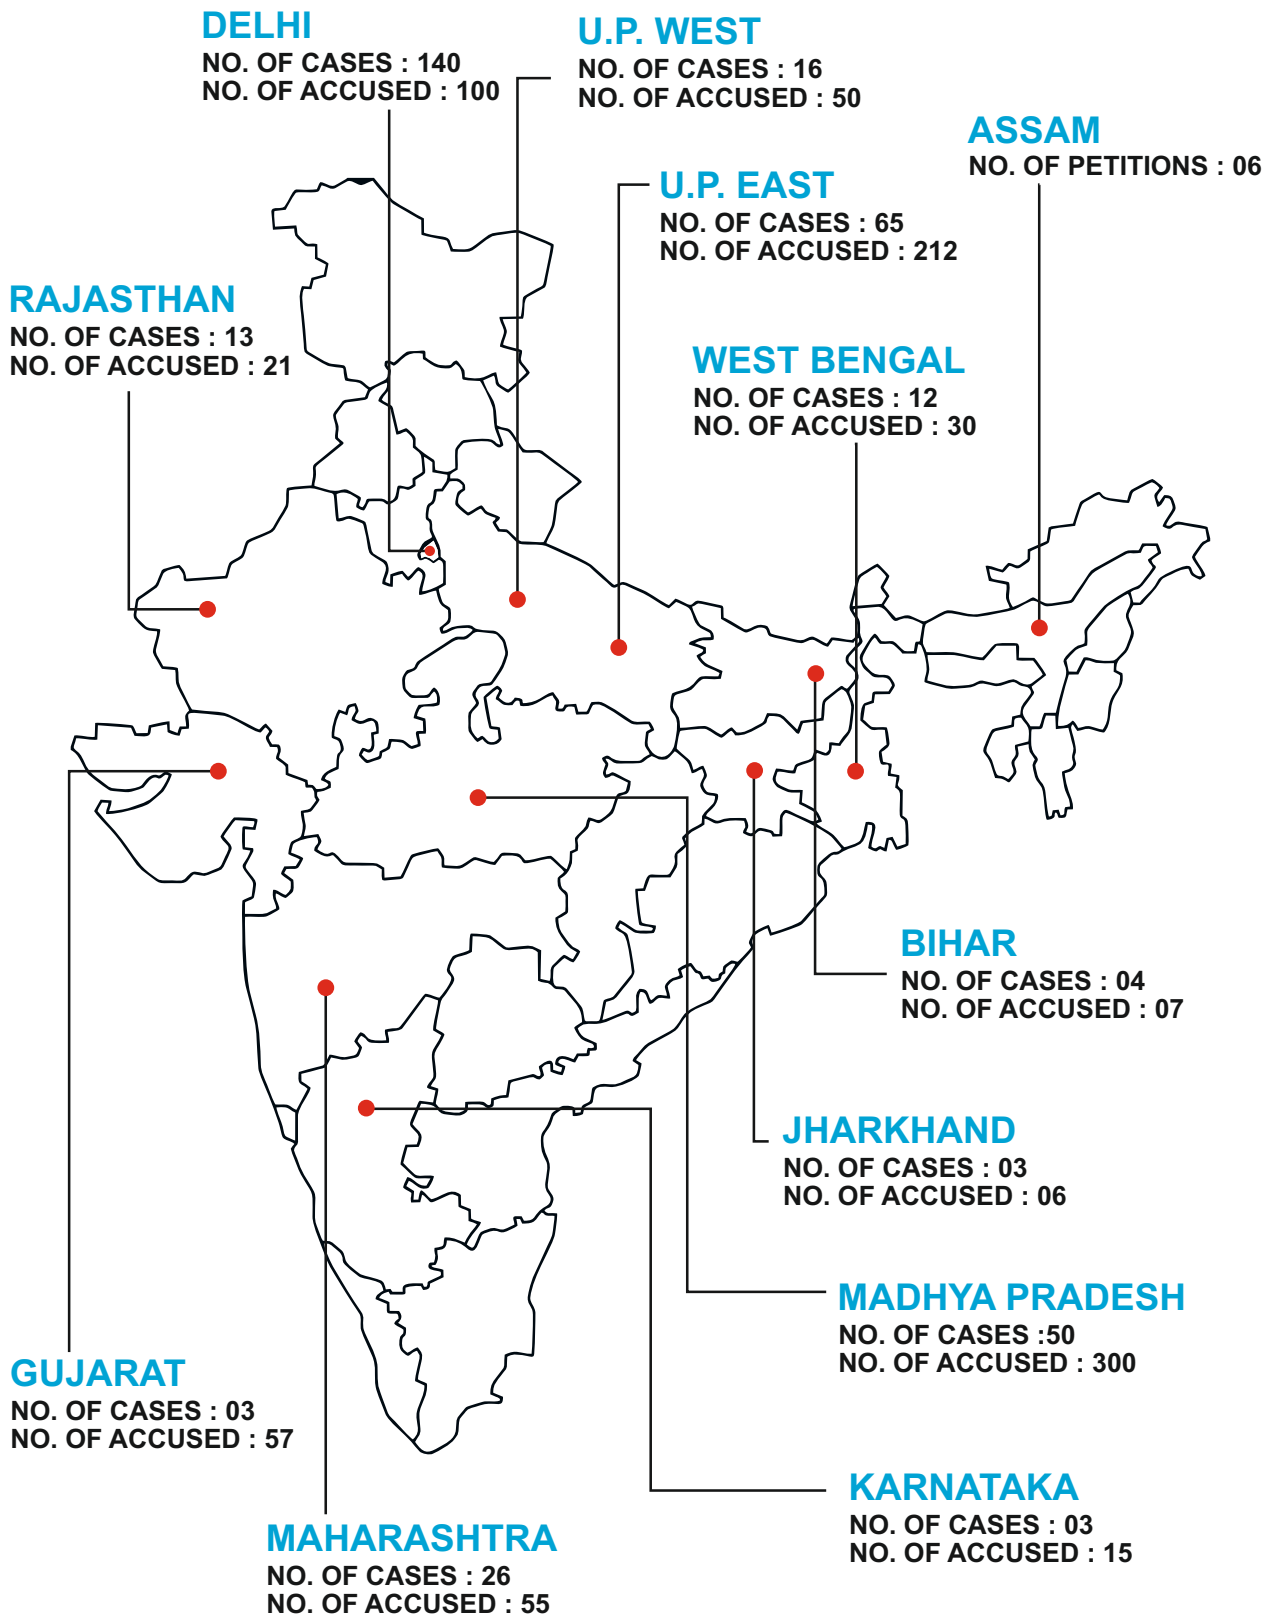 DELHI
NO. OF CASES : 140
NO. OF ACCUSED : 100
U.P. WEST
NO. OF CASES : 16
NO. OF ACCUSED : 50
ASSAM
NO. OF PETITIONS : 06
U.P. EAST
NO. OF CASES : 65
NO. OF ACCUSED : 212
RAJASTHAN
NO. OF CASES : 13
NO. OF ACCUSED : 21
WEST BENGAL
NO. OF CASES : 12
NO. OF ACCUSED : 30
BIHAR
NO. OF CASES : 04
NO. OF ACCUSED : 07
JHARKHAND
NO. OF CASES : 03
NO. OF ACCUSED : 06
MADHYA PRADESH
NO. OF CASES :50
NO. OF ACCUSED : 300
GUJARAT
NO. OF CASES : 03
NO. OF ACCUSED : 57
KARNATAKA
NO. OF CASES : 03
NO. OF ACCUSED : 15
MAHARASHTRA
NO. OF CASES : 26
NO. OF ACCUSED : 55